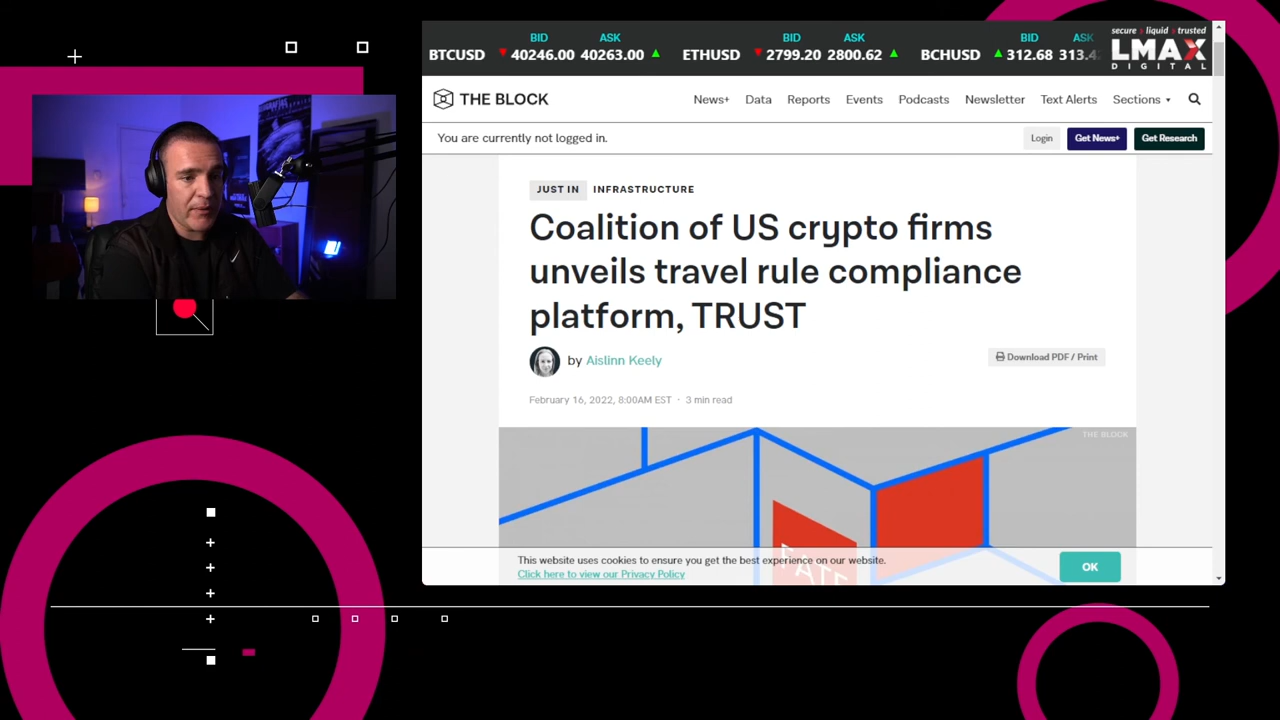 BID ASK BID ASK BID ASK
BTCUSD 40246.00 40263.00 ETHUSD 2799.20 2800.62 BCHUSD 312.68 313.4
secure liquid trusted
LMAX
DIGITAL
THE BLOCK News+ Data Reports Events Podcasts Newsletter Text Alerts Sections
You are currently not logged in. Login Get News+ Get Research
JUST IN INFRASTRUCTURE
Coalition of US crypto firms
unveils travel rule compliance
platform, TRUST
by Aislinn Keely
Download PDF / Print
February 16, 2022, 8:00AM EST · 3 min read
THE BLOCK
FATF
This website uses cookies to ensure you get the best experience on our website.
Click here to view our Privacy Policy
OK